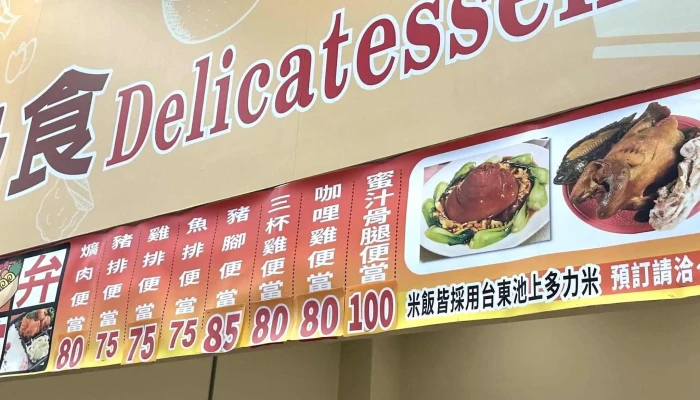 食 Delicatessen
弁
爌肉便當 80
豬排便當 75
雞排便當 75
魚排便當 75
豬腳便當 85
三杯雞便當 80
咖哩雞便當 80
蜜汁骨腿便當 100
米飯皆採用台東池上多力米
預訂請洽